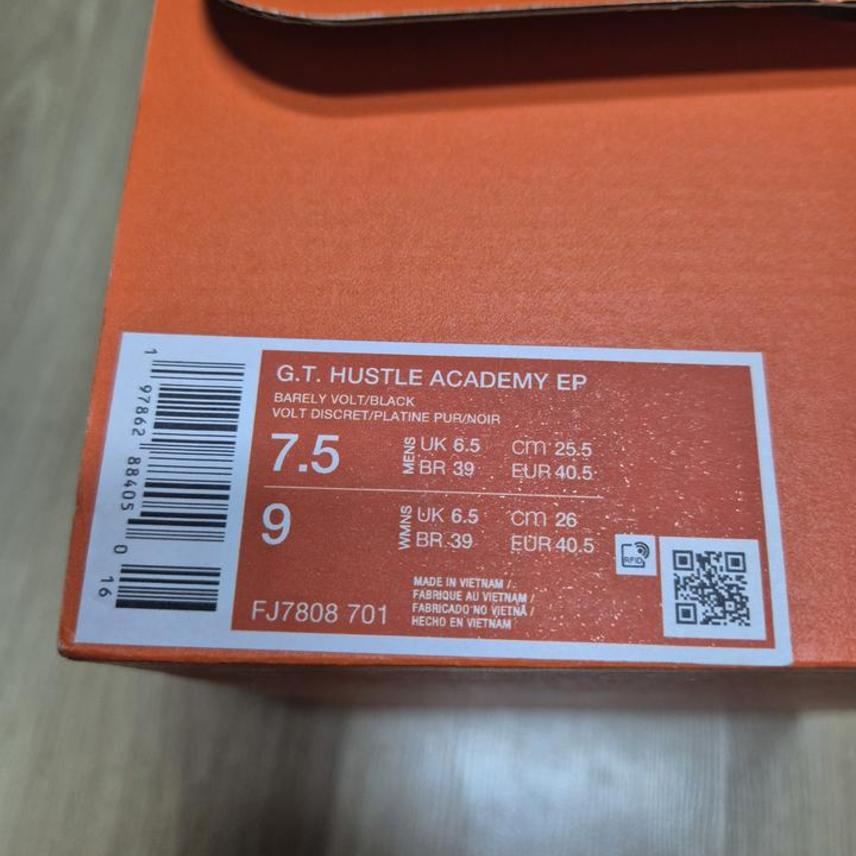 G.T. HUSTLE ACADEMY EP
BARELY VOLT/BLACK
VOLT DISCRET/PLATINE PUR/NOIR
7.5 MENS UK 6.5 cm 25.5
BR 39 EUR 40.5
9 WMNS UK 6.5 cm 26
BR 39 EUR 40.5
RFID
MADE IN VIETNAM /
FABRIQUE AU VIETNAM /
FABRICADO NO VIETNÃ /
HECHO EN VIETNAM
FJ7808 701
1 97862 88405 0 16